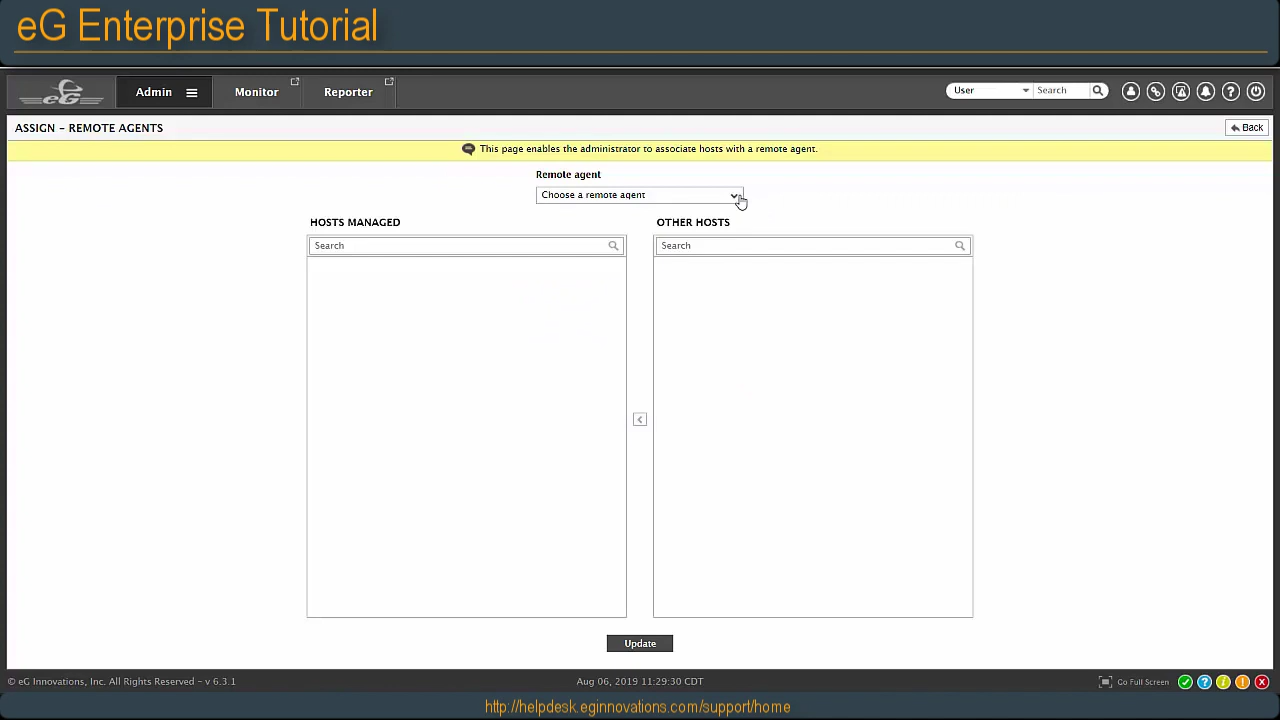 eG Enterprise Tutorial
eG
Admin
Monitor
Reporter
User
Search
ASSIGN - REMOTE AGENTS
Back
This page enables the administrator to associate hosts with a remote agent.
Remote agent
Choose a remote agent
HOSTS MANAGED
OTHER HOSTS
Search
Search
Update
© eG Innovations, Inc. All Rights Reserved - v 6.3.1
Aug 06, 2019 11:29:30 CDT
Go Full Screen
http://helpdesk.eginnovations.com/support/home